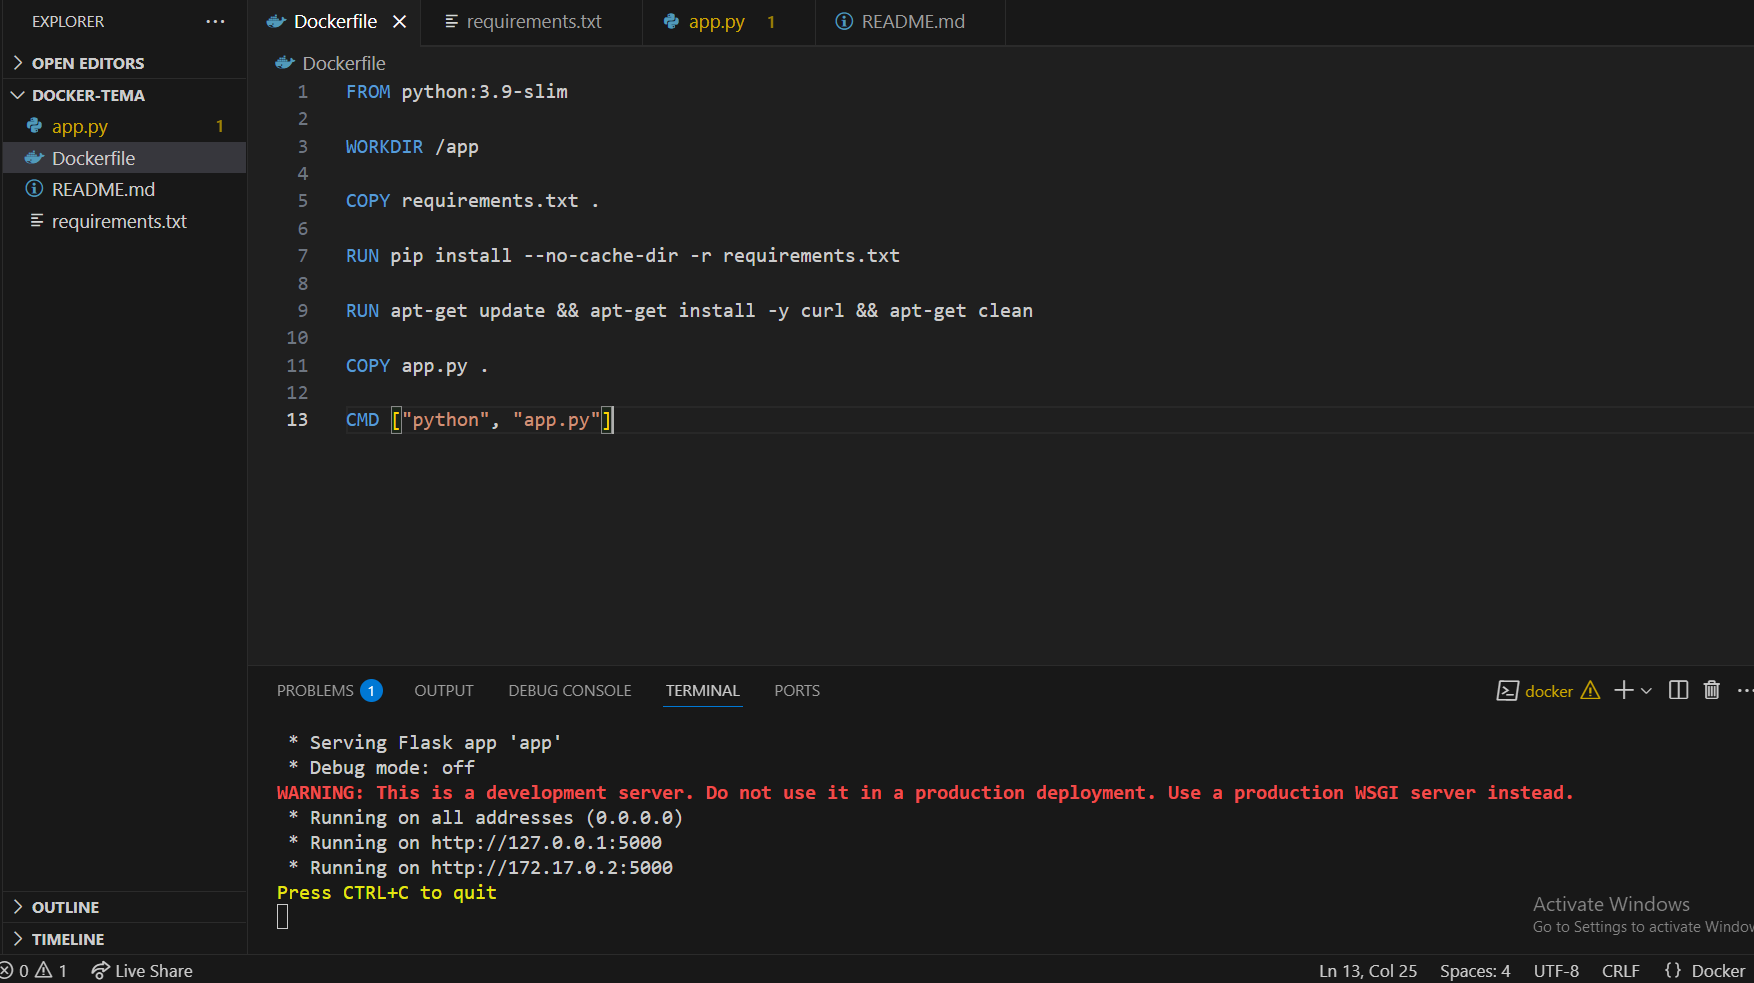 EXPLORER ...
OPEN EDITORS
DOCKER-TEMA
app.py 1
Dockerfile
README.md
requirements.txt
OUTLINE
TIMELINE
Dockerfile requirements.txt app.py 1 README.md
Dockerfile
1 FROM python:3.9-slim
2
3 WORKDIR /app
4
5 COPY requirements.txt .
6
7 RUN pip install --no-cache-dir -r requirements.txt
8
9 RUN apt-get update && apt-get install -y curl && apt-get clean
10
11 COPY app.py .
12
13 CMD ["python", "app.py"]
PROBLEMS 1 OUTPUT DEBUG CONSOLE TERMINAL PORTS docker
* Serving Flask app 'app'
* Debug mode: off
WARNING: This is a development server. Do not use it in a production deployment. Use a production WSGI server instead.
* Running on all addresses (0.0.0.0)
* Running on http://127.0.0.1:5000
* Running on http://172.17.0.2:5000
Press CTRL+C to quit
Activate Windows
Go to Settings to activate Window
0 1 Live Share Ln 13, Col 25 Spaces: 4 UTF-8 CRLF {} Docker